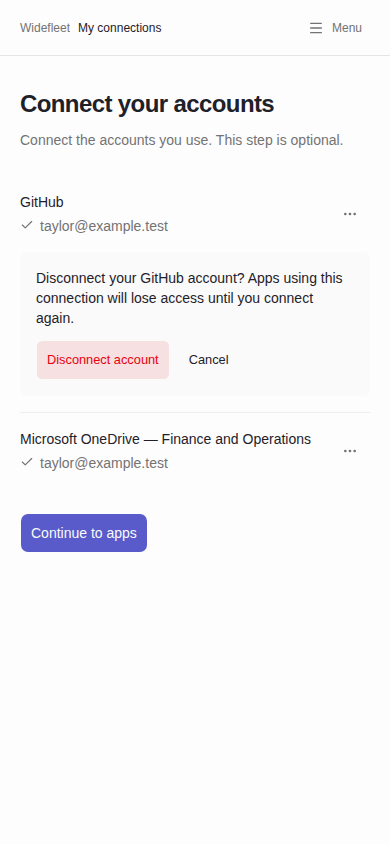 Widefleet My connections
Menu
Connect your accounts
Connect the accounts you use. This step is optional.
GitHub
taylor@example.test
Disconnect your GitHub account? Apps using this
connection will lose access until you connect
again.
Disconnect account
Cancel
Microsoft OneDrive — Finance and Operations
taylor@example.test
Continue to apps